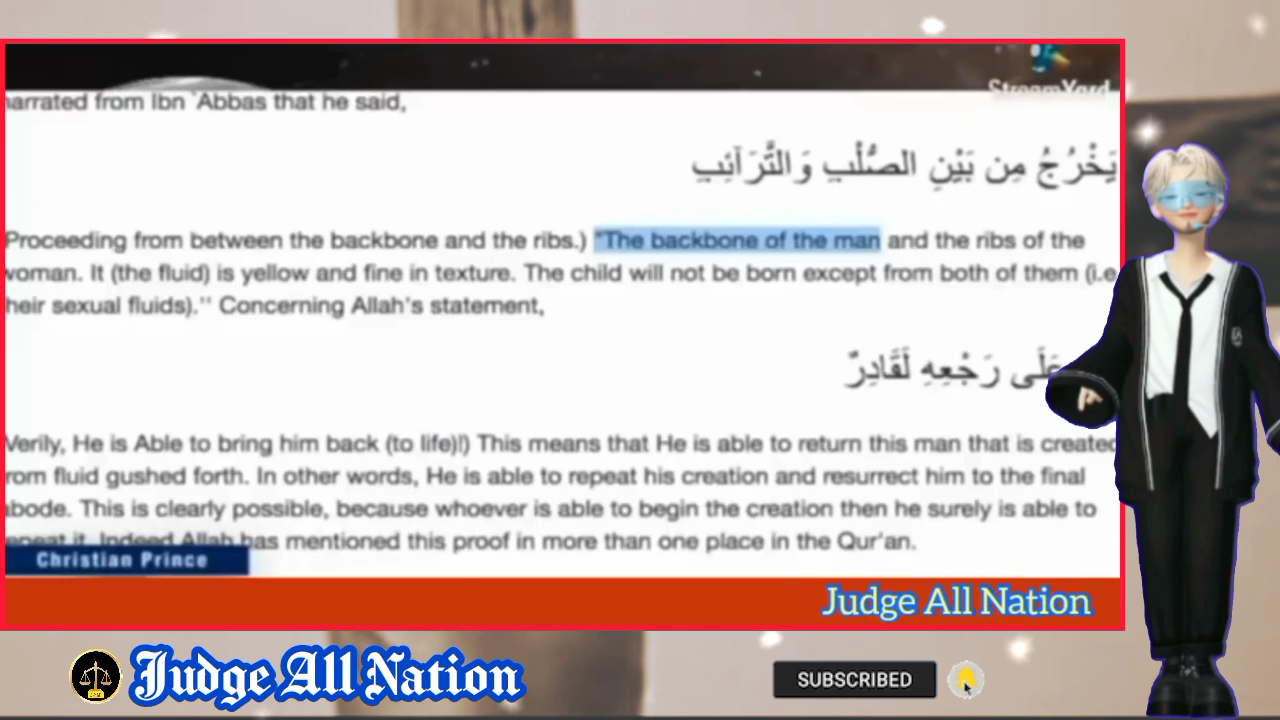 StreamYard
narrated from Ibn 'Abbas that he said,
يَخْرُجُ مِن بَيْنِ الصُّلْبِ وَالتَّرَآئِبِ
Proceeding from between the backbone and the ribs.) "The backbone of the man and the ribs of the
woman. It (the fluid) is yellow and fine in texture. The child will not be born except from both of them (i.e
their sexual fluids).'' Concerning Allah's statement,
عَلَى رَجْعِهِ لَقَادِرٌ
Verily, He is Able to bring him back (to life)!) This means that He is able to return this man that is created
from fluid gushed forth. In other words, He is able to repeat his creation and resurrect him to the final
abode. This is clearly possible, because whoever is able to begin the creation then he surely is able to
repeat it. Indeed Allah has mentioned this proof in more than one place in the Qur'an.
Christian Prince
Judge All Nation
Judge All Nation
SUBSCRIBED